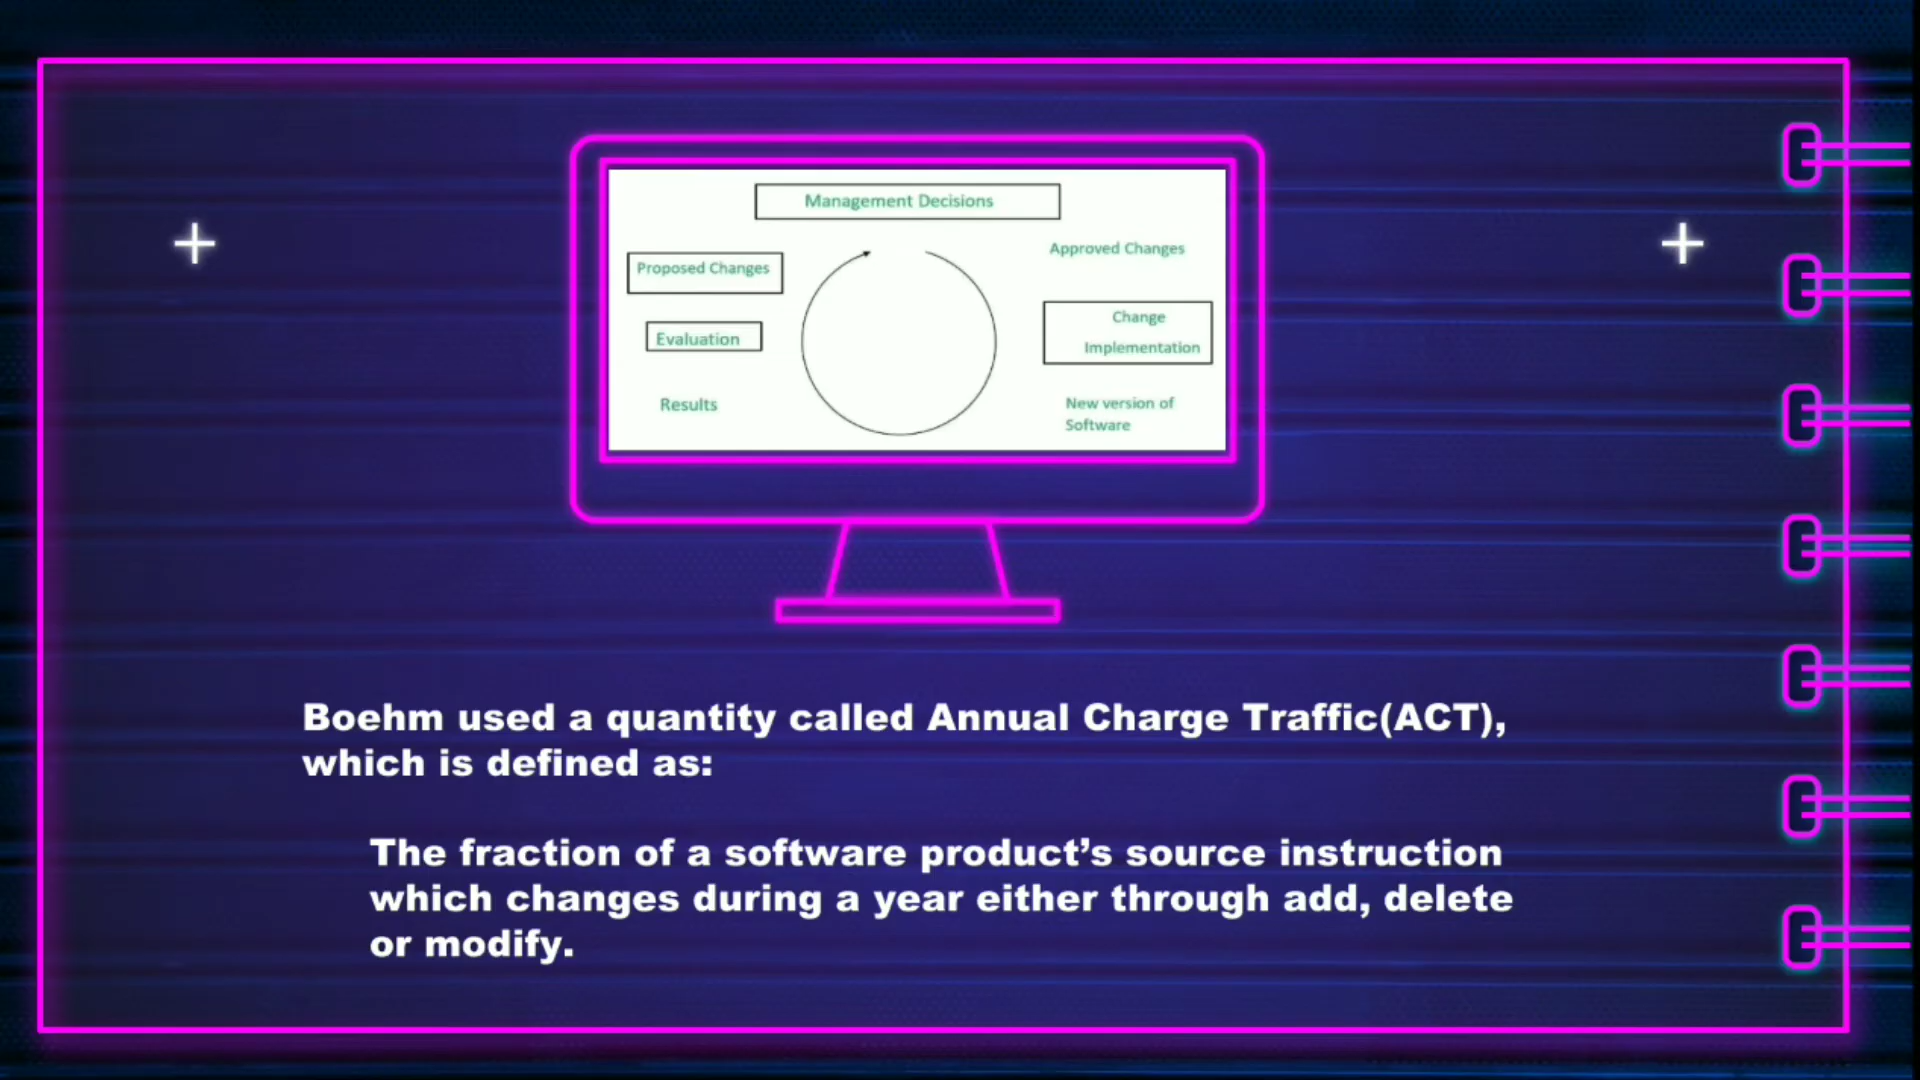 Management Decisions
Proposed Changes
Approved Changes
Evaluation
Change
Implementation
Results
New version of
Software
Boehm used a quantity called Annual Charge Traffic(ACT),
which is defined as:
The fraction of a software product’s source instruction
which changes during a year either through add, delete
or modify.